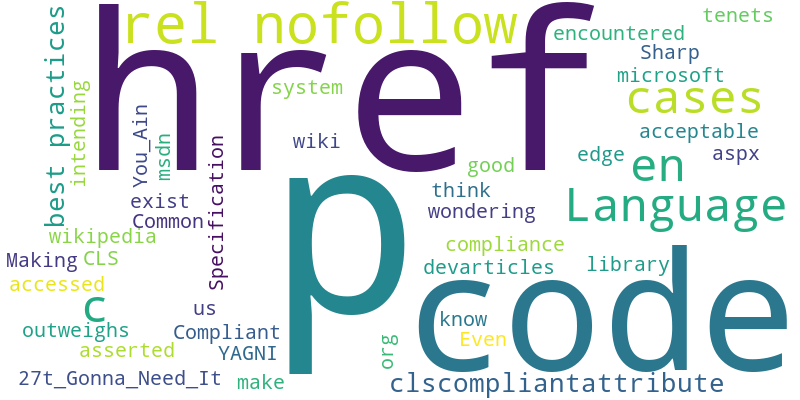 rel nofollow
tenets
encountered
href
Sharp
best practices
microsoft
system
intending
cases
You_Ain
acceptable
msdn
wiki
Specification
edge
aspx
good
en
think
exist
p
wondering
Language
Common
wikipedia
compliance
Making
CLS
devarticles
library
accessed
code
c
us
know
outweighs
Compliant
Even
asserted
YAGNI
org
27t_Gonna_Need_It
make
clscompliantattribute